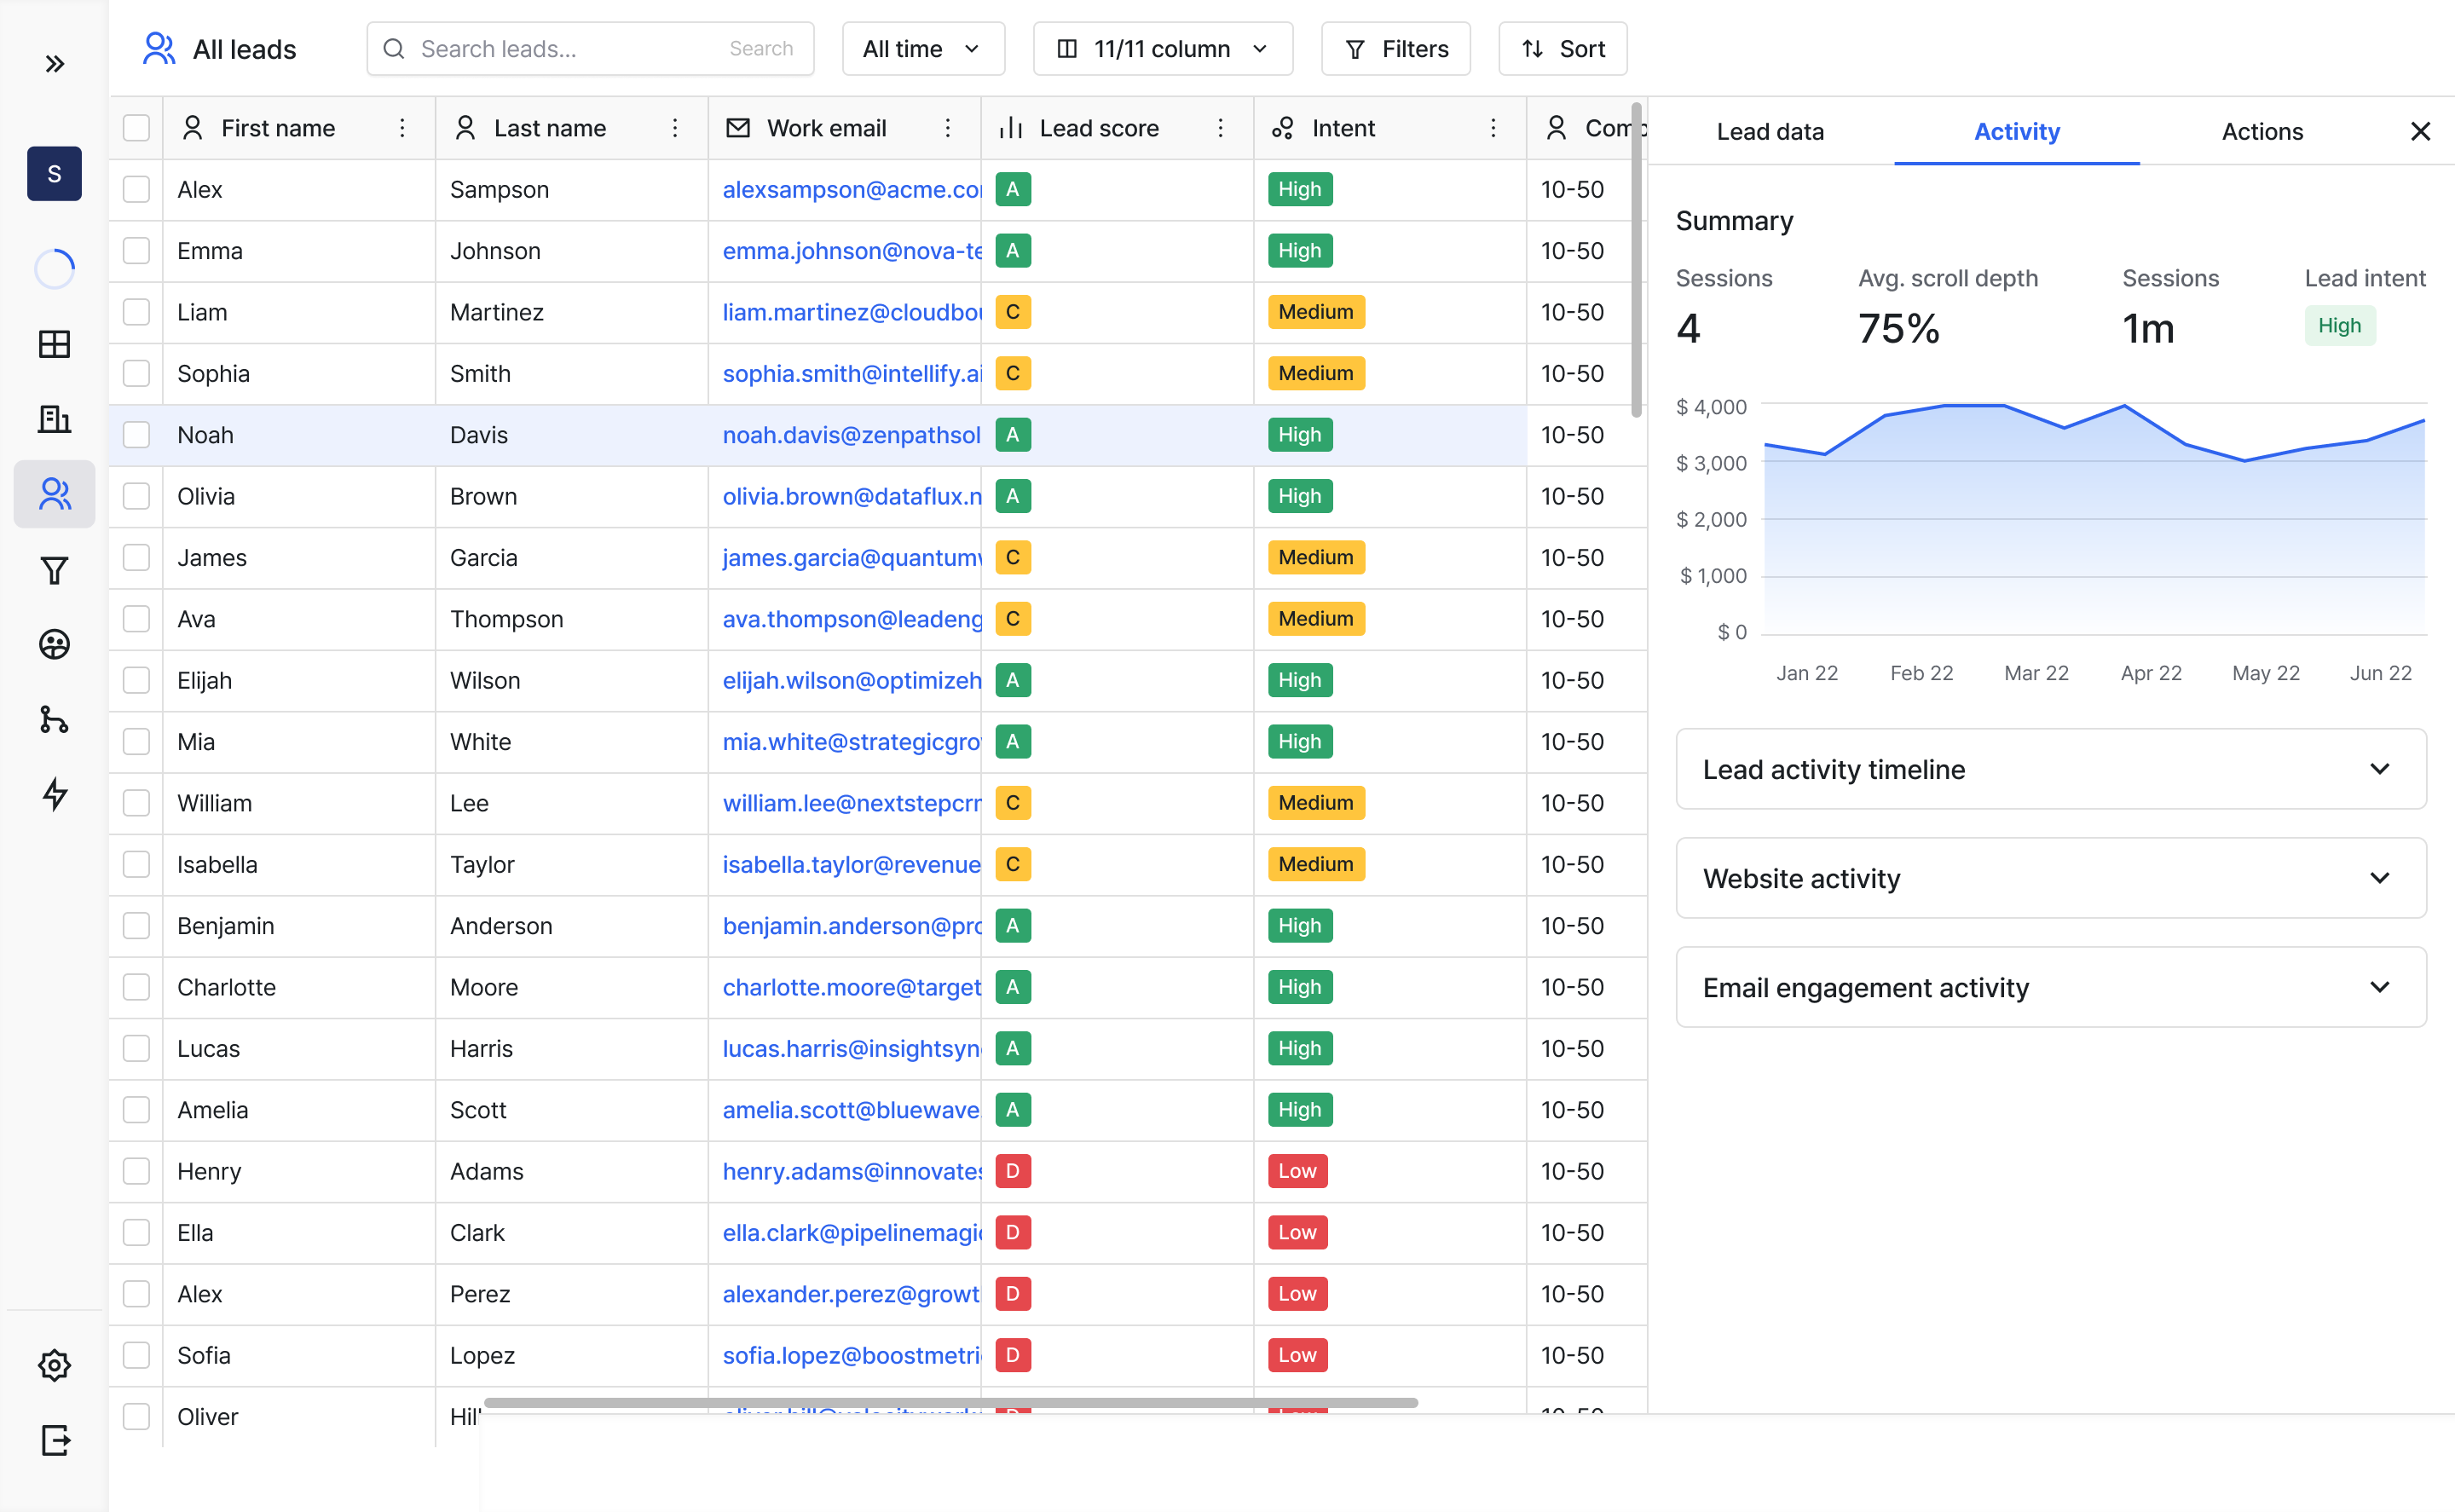 All leads
Search leads...
Search
All time
11/11 column
Filters
Sort
S
First name
Last name
Work email
Lead score
Intent
Lead data
Activity
Actions
Alex Sampson alexsampson@acme.co A High 10-50
Emma Johnson emma.johnson@nova-te A High 10-50
Liam Martinez liam.martinez@cloudbo C Medium 10-50
Sophia Smith sophia.smith@intellify.ai C Medium 10-50
Noah Davis noah.davis@zenpathsol A High 10-50
Olivia Brown olivia.brown@dataflux.n A High 10-50
James Garcia james.garcia@quantum C Medium 10-50
Ava Thompson ava.thompson@leadeng C Medium 10-50
Elijah Wilson elijah.wilson@optimizeh A High 10-50
Mia White mia.white@strategicgro A High 10-50
William Lee william.lee@nextstepcr C Medium 10-50
Isabella Taylor isabella.taylor@revenue C Medium 10-50
Benjamin Anderson benjamin.anderson@pro A High 10-50
Charlotte Moore charlotte.moore@target A High 10-50
Lucas Harris lucas.harris@insightsyn A High 10-50
Amelia Scott amelia.scott@bluewave A High 10-50
Henry Adams henry.adams@innovates D Low 10-50
Ella Clark ella.clark@pipelinemagi D Low 10-50
Alex Perez alexander.perez@growt D Low 10-50
Sofia Lopez sofia.lopez@boostmetri D Low 10-50
Oliver
Summary
Sessions
4
Avg. scroll depth
75%
Sessions
1m
Lead intent
High
$ 4,000
$ 3,000
$ 2,000
$ 1,000
$ 0
Jan 22 Feb 22 Mar 22 Apr 22 May 22 Jun 22
Lead activity timeline
Website activity
Email engagement activity